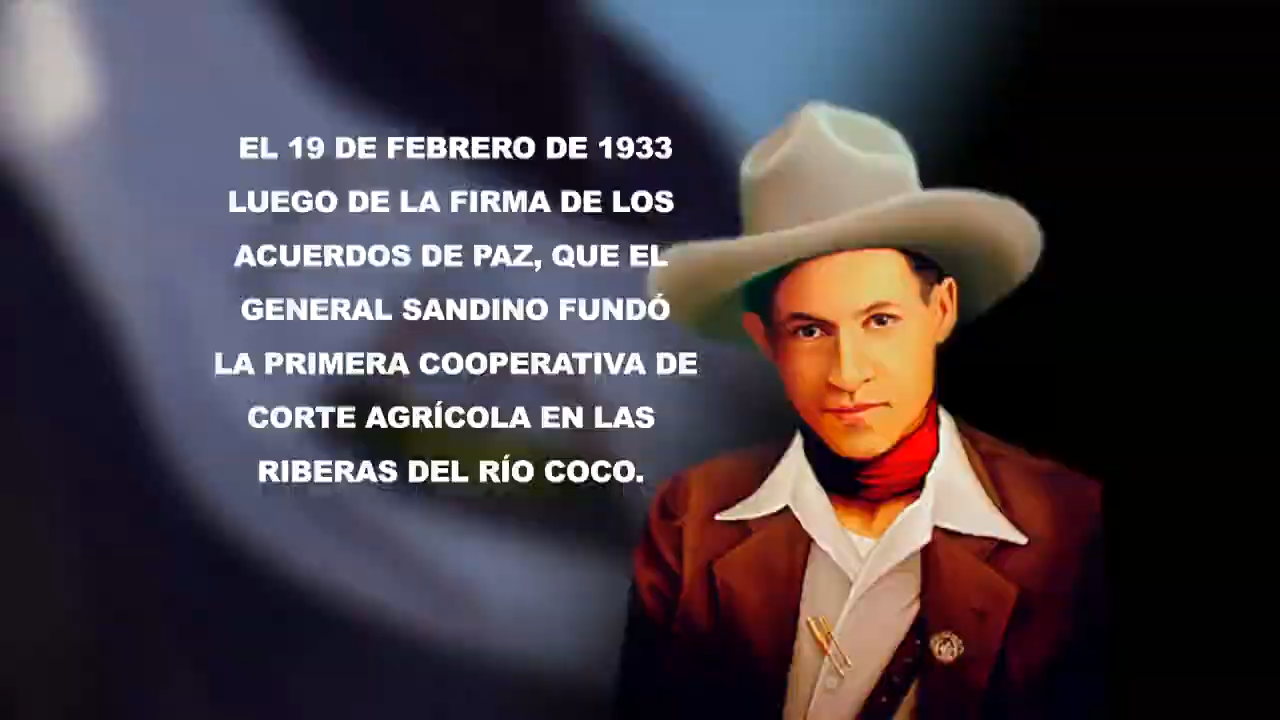 EL 19 DE FEBRERO DE 1933
LUEGO DE LA FIRMA DE LOS
ACUERDOS DE PAZ, QUE EL
GENERAL SANDINO FUNDÓ
LA PRIMERA COOPERATIVA DE
CORTE AGRÍCOLA EN LAS
RIBERAS DEL RÍO COCO.